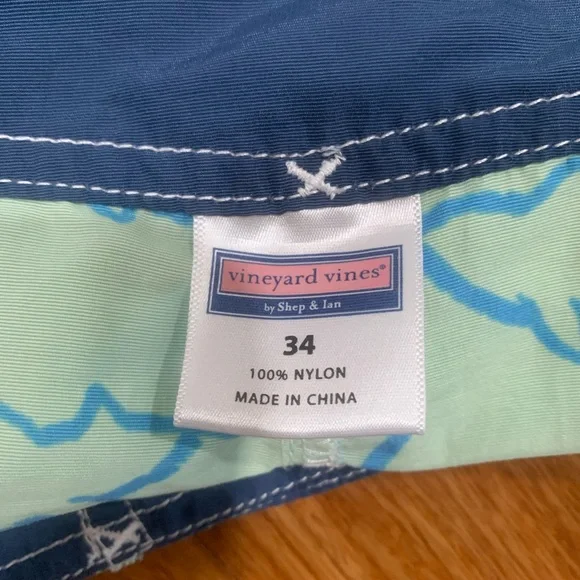 vineyard vines®
by Shep & Ian
34
100% NYLON
MADE IN CHINA